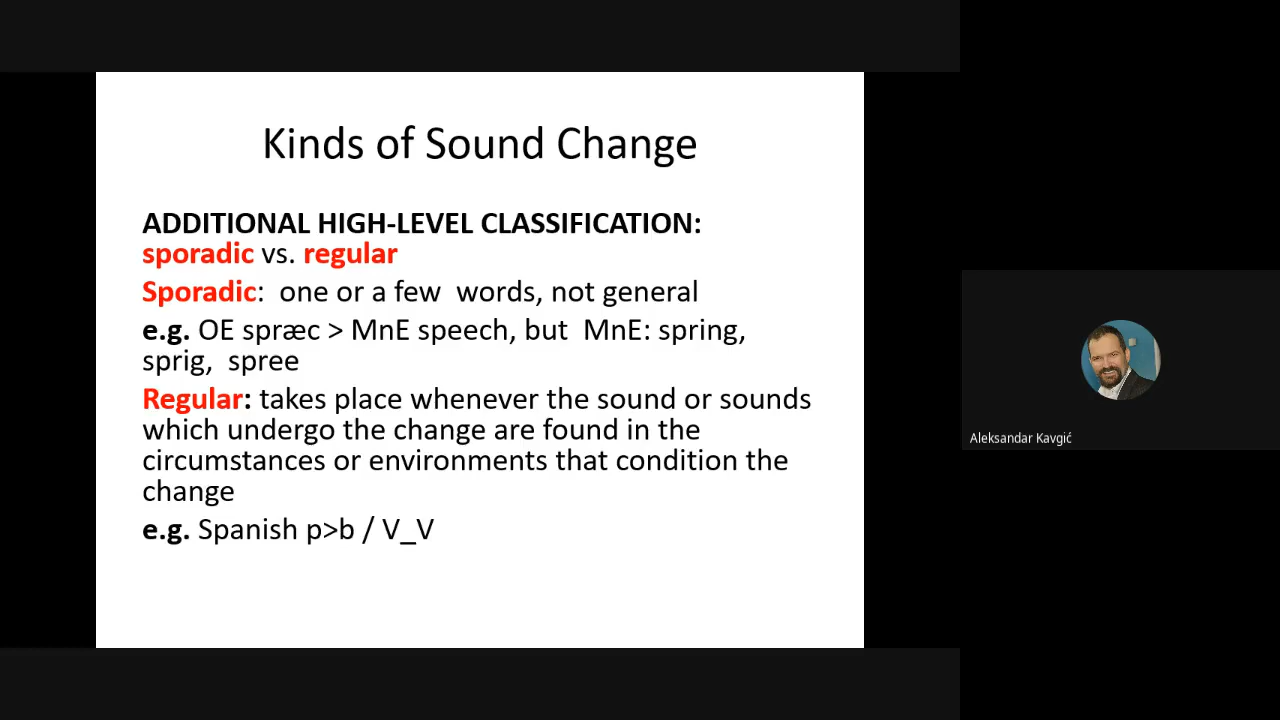 Kinds of Sound Change
ADDITIONAL HIGH-LEVEL CLASSIFICATION:
sporadic vs. regular
Sporadic: one or a few words, not general
e.g. OE spræc > MnE speech, but MnE: spring,
sprig, spree
Regular: takes place whenever the sound or sounds
which undergo the change are found in the
circumstances or environments that condition the
change
e.g. Spanish p>b / V_V
Aleksandar Kavgić